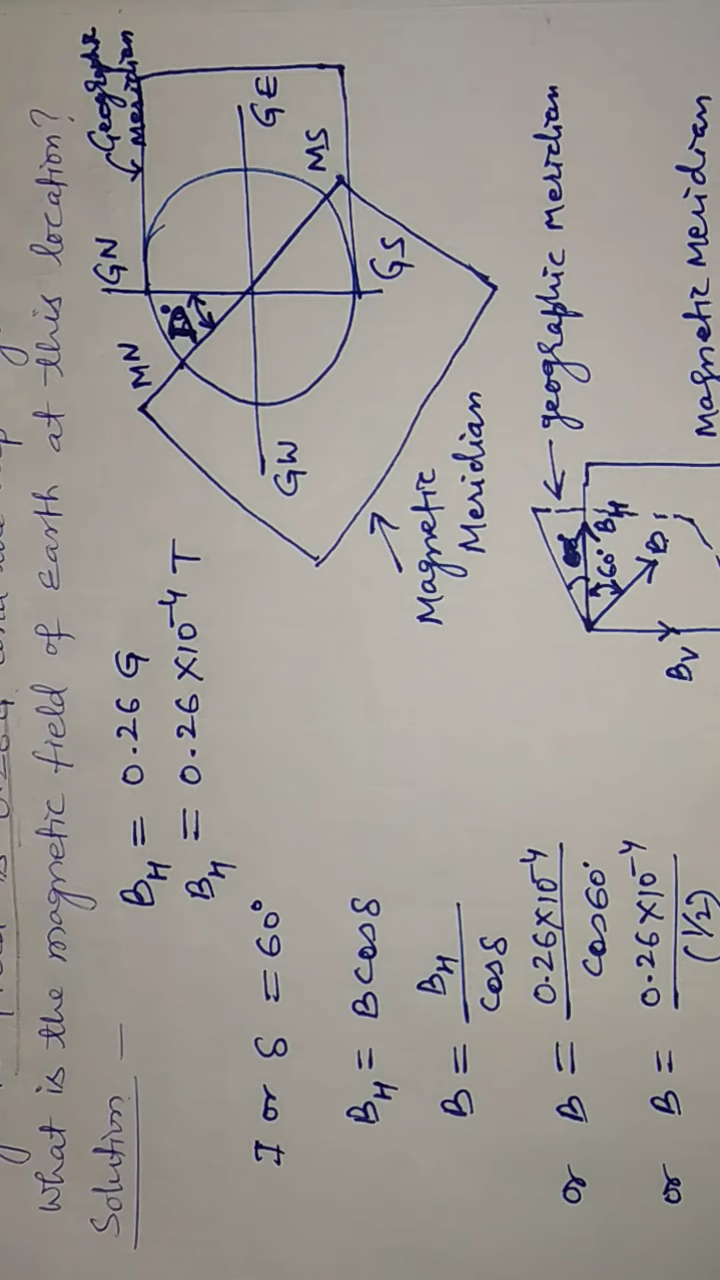 What is the magnetic field of earth at this location?
Solution —
B_H = 0.26 G
B_H = 0.26 × 10⁻⁴ T
I or δ = 60°
B_H = B cos δ
B = B_H / cos δ
or B = 0.26 × 10⁻⁴ / cos 60°
or B = 0.26 × 10⁻⁴ / (1/2)
Geographic Meridian
GN
GE
MS
GS
MN
GW
Magnetic Meridian
geographic Meridian
60°
B_H
B
B_V
Magnetic Meridian